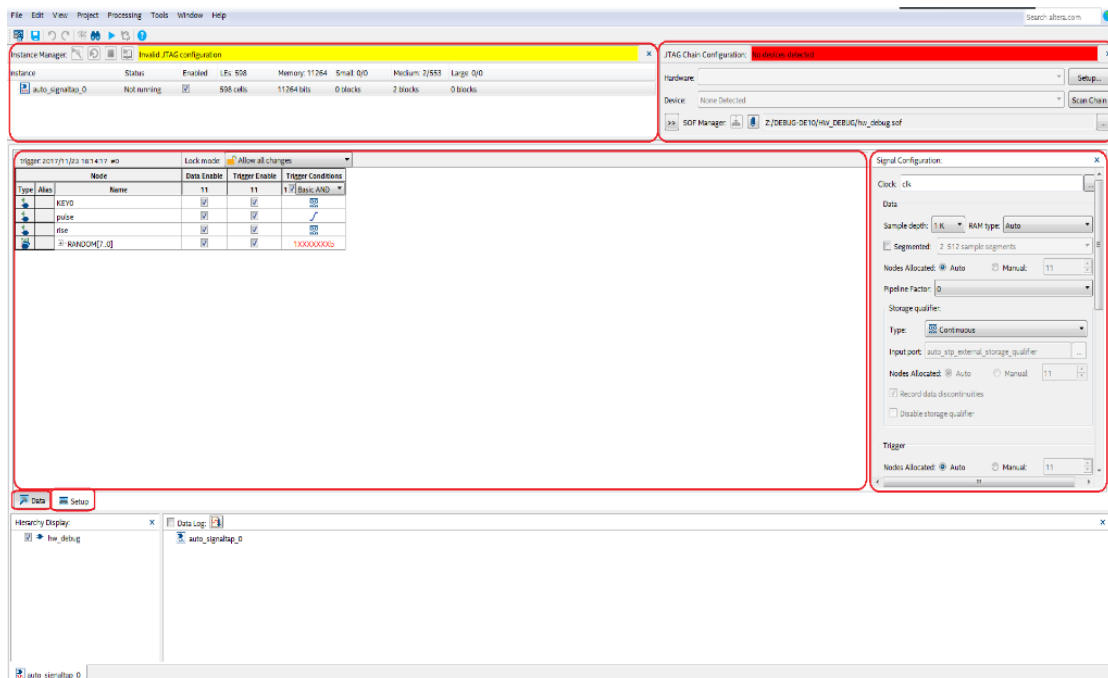 File Edit View Project Processing Tools Window Help
Search altera.com
Instance Manager: Invalid JTAG configuration x
Instance Status Enabled LEs: 598 Memory: 11264 Small: 0/0 Medium: 2/553 Large: 0/0
auto_signaltap_0 Not running 598 cells 11264 bits 0 blocks 2 blocks 0 blocks
JTAG Chain Configuration: No devices detected
Hardware: Setup...
Device: None Detected Scan Chain
>> SOF Manager: Z:/DEBUG-DE10/HW_DEBUG/hw_debug.sof ...
trigger: 2017/11/23 18:14:17 #0 Lock mode: Allow all changes
Node Data Enable Trigger Enable Trigger Conditions
Type Alias Name 11 11 1 Basic AND
KEY0
pulse
rise
RANDOM[7..0] 1XXXXXXXb
Signal Configuration: x
Clock: clk ...
Data
Sample depth: 1 K RAM type: Auto
Segmented: 2 512 sample segments
Nodes Allocated: Auto Manual: 11
Pipeline Factor: 0
Storage qualifier:
Type: Continuous
Input port: auto_stp_external_storage_qualifier ...
Nodes Allocated: Auto Manual: 11
Record data discontinuities
Disable storage qualifier
Trigger
Nodes Allocated: Auto Manual: 11
Data Setup
Hierarchy Display: x
hw_debug
Data Log: x
auto_signaltap_0
auto_signaltap_0